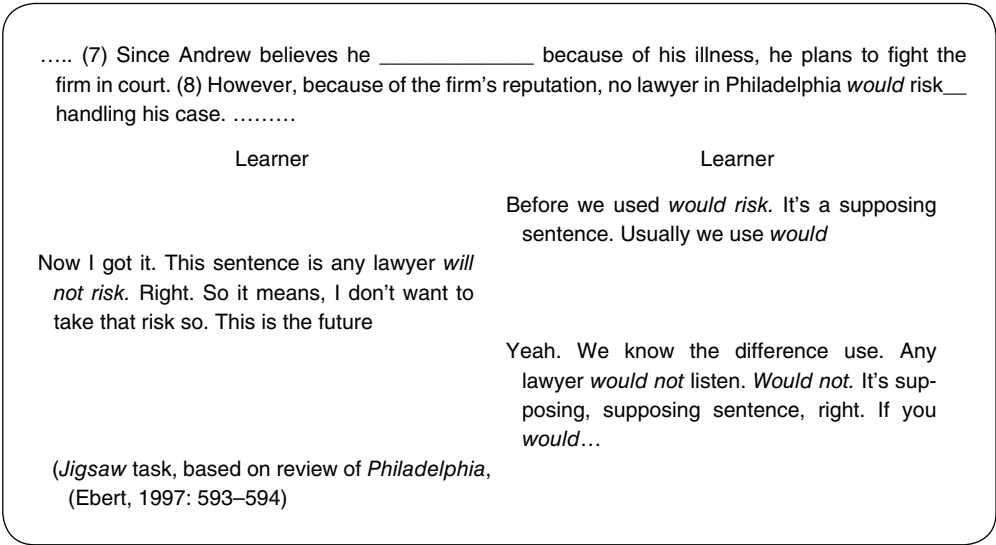 ….. (7) Since Andrew believes he _____________ because of his illness, he plans to fight the
firm in court. (8) However, because of the firm’s reputation, no lawyer in Philadelphia would risk__
handling his case. ………
Learner Learner
Before we used would risk. It’s a supposing
sentence. Usually we use would
Now I got it. This sentence is any lawyer will
not risk. Right. So it means, I don’t want to
take that risk so. This is the future
Yeah. We know the difference use. Any
lawyer would not listen. Would not. It’s sup-
posing, supposing sentence, right. If you
would…
(Jigsaw task, based on review of Philadelphia,
(Ebert, 1997: 593–594)